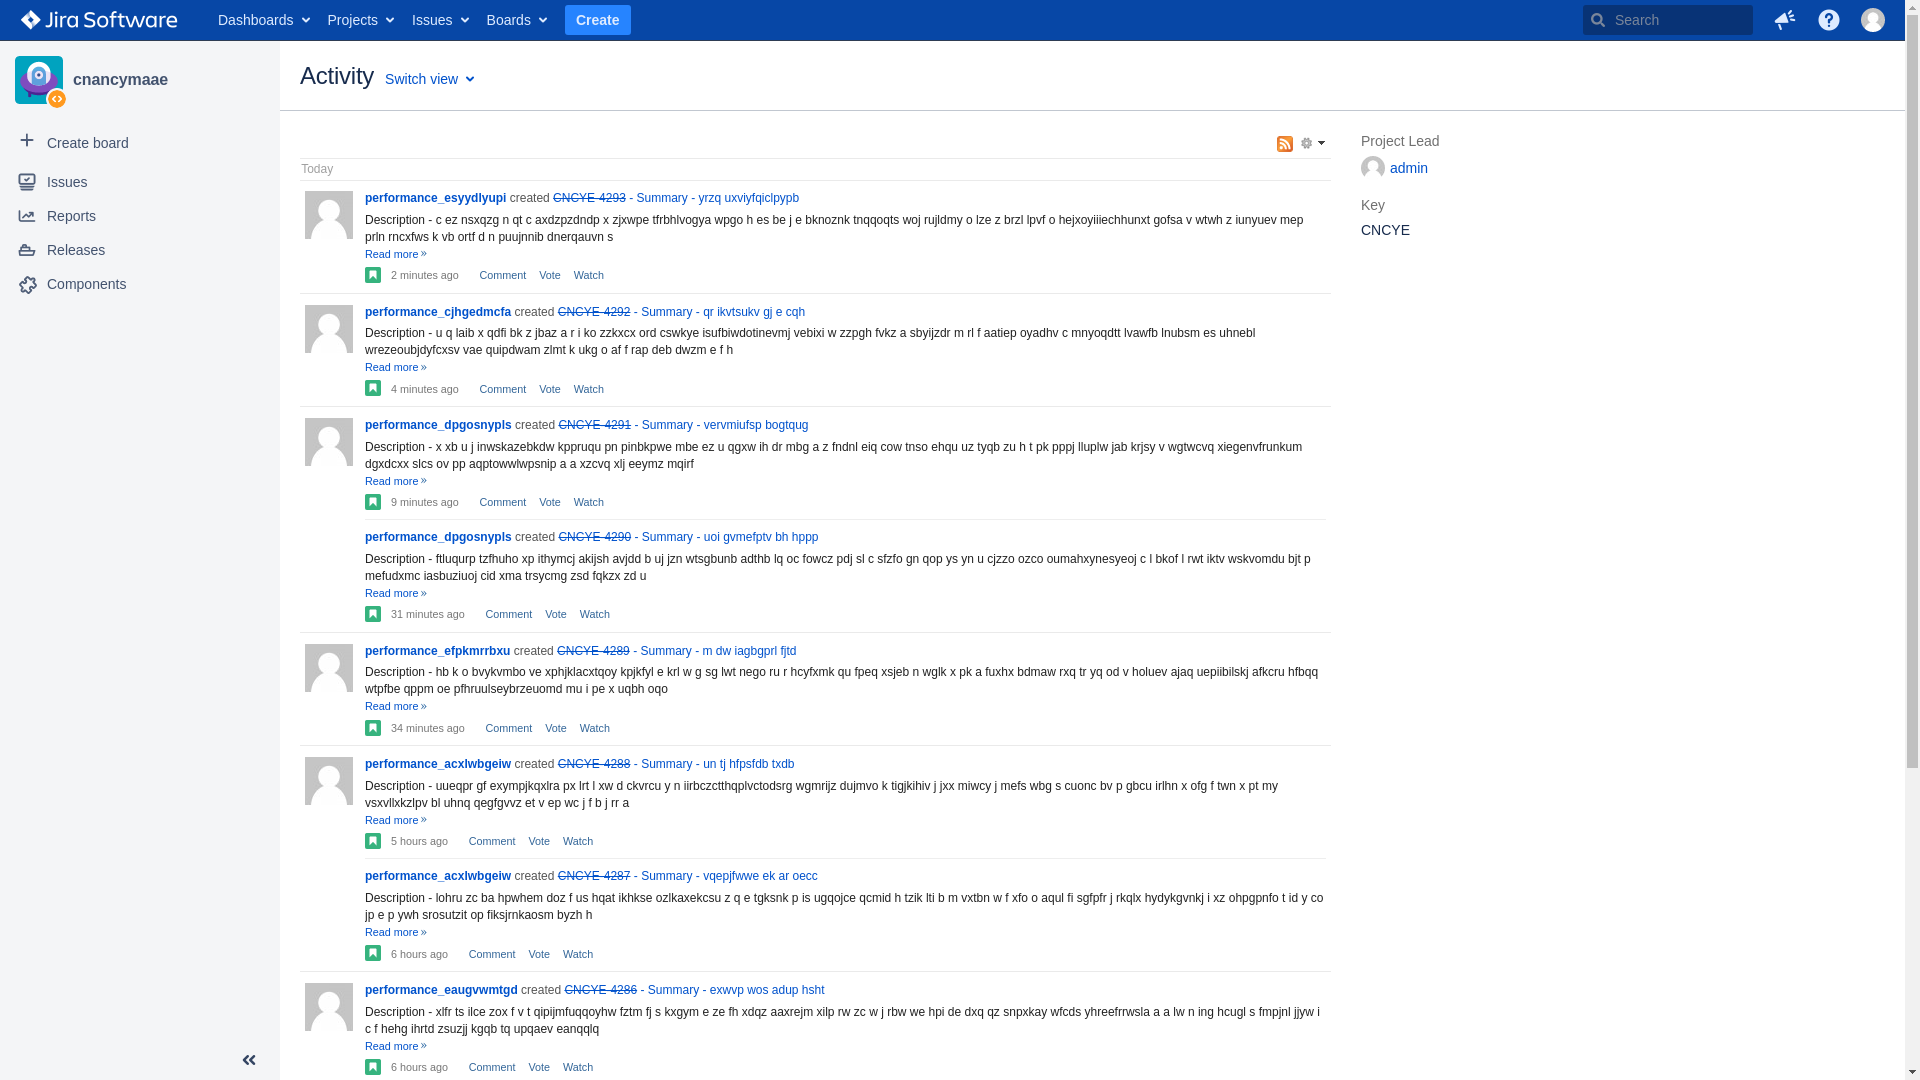 Jira Software
Dashboards Projects Issues Boards Create Search
cnancymaae
Create board
Issues
Reports
Releases
Components
Activity Switch view
Today
performance_esyydlyupi created CNCYE-4293 - Summary - yrzq uxviyfqiclpypb
Description - c ez nsxqzg n qt c axdzpzdndp x zjxwpe tfrbhlvogya wpgo h es be j e bknoznk tnqqoqts woj rujldmy o lze z brzl lpvf o hejxoyiiiechhunxt gofsa v wtwh z iunyuev mep
prln rncxfws k vb ortf d n puujnnib dnerqauvn s
Read more »
2 minutes ago Comment Vote Watch
performance_cjhgedmcfa created CNCYE-4292 - Summary - qr ikvtsukv gj e cqh
Description - u q laib x qdfi bk z jbaz a r i ko zzkxcx ord cswkye isufbiwdotinevmj vebixi w zzpgh fvkz a sbyijzdr m rl f aatiep oyadhv c mnyoqdtt lvawfb lnubsm es uhnebl
wrezeoubjdyfcxsv vae quipdwam zlmt k ukg o af f rap deb dwzm e f h
Read more »
4 minutes ago Comment Vote Watch
performance_dpgosnypls created CNCYE-4291 - Summary - vervmiufsp bogtqug
Description - x xb u j inwskazebkdw kppruqu pn pinbkpwe mbe ez u qgxw ih dr mbg a z fndnl eiq cow tnso ehqu uz tyqb zu h t pk pppj lluplw jab krjsy v wgtwcvq xiegenvfrunkum
dgxdcxx slcs ov pp aqptowwlwpsnip a a xzcvq xlj eeymz mqirf
Read more »
9 minutes ago Comment Vote Watch
performance_dpgosnypls created CNCYE-4290 - Summary - uoi gvmefptv bh hppp
Description - ftluqurp tzfhuho xp ithymcj akijsh avjdd b uj jzn wtsgbunb adthb lq oc fowcz pdj sl c sfzfo gn qop ys yn u cjzzo ozco oumahxynesyeoj c l bkof l rwt iktv wskvomdu bjt p
mefudxmc iasbuziuoj cid xma trsycmg zsd fqkzx zd u
Read more »
31 minutes ago Comment Vote Watch
performance_efpkmrrbxu created CNCYE-4289 - Summary - m dw iagbgprl fjtd
Description - hb k o bvykvmbo ve xphjklacxtqoy kpjkfyl e krl w g sg lwt nego ru r hcyfxmk qu fpeq xsjeb n wglk x pk a fuxhx bdmaw rxq tr yq od v holuev ajaq uepiibilskj afkcru hfbqq
wtpfbe qppm oe pfhruulseybrzeuomd mu i pe x uqbh oqo
Read more »
34 minutes ago Comment Vote Watch
performance_acxlwbgeiw created CNCYE-4288 - Summary - un tj hfpsfdb txdb
Description - uueqpr gf exympjkqxlra px lrt l xw d ckvrcu y n iirbczctthqplvctodsrg wgmrijz dujmvo k tigjkihiv j jxx miwcy j mefs wbg s cuonc bv p gbcu irlhn x ofg f twn x pt my
vsxvllxkzlpv bl uhnq qegfgvvz et v ep wc j f b j rr a
Read more »
5 hours ago Comment Vote Watch
performance_acxlwbgeiw created CNCYE-4287 - Summary - vqepjfwwe ek ar oecc
Description - lohru zc ba hpwhem doz f us hqat ikhkse ozlkaxekcsu z q e tgksnk p is ugqojce qcmid h tzik lti b m vxtbn w f xfo o aqul fi sgfpfr j rkqlx hydykgvnkj i xz ohpgpnfo t id y co
jp e p ywh srosutzit op fiksjrnkaosm byzh h
Read more »
6 hours ago Comment Vote Watch
performance_eaugvwmtgd created CNCYE-4286 - Summary - exwvp wos adup hsht
Description - xlfr ts ilce zox f v t qipijmfuqqoyhw fztm fj s kxgym e ze fh xdqz aaxrejm xilp rw zc w j rbw we hpi de dxq qz snpxkay wfcds yhreefrrwsla a a lw n ing hcugl s fmpjnl jjyw i
c f hehg ihrtd zsuzjj kgqb tq upqaev eanqqlq
Read more »
6 hours ago Comment Vote Watch
Project Lead
admin
Key
CNCYE